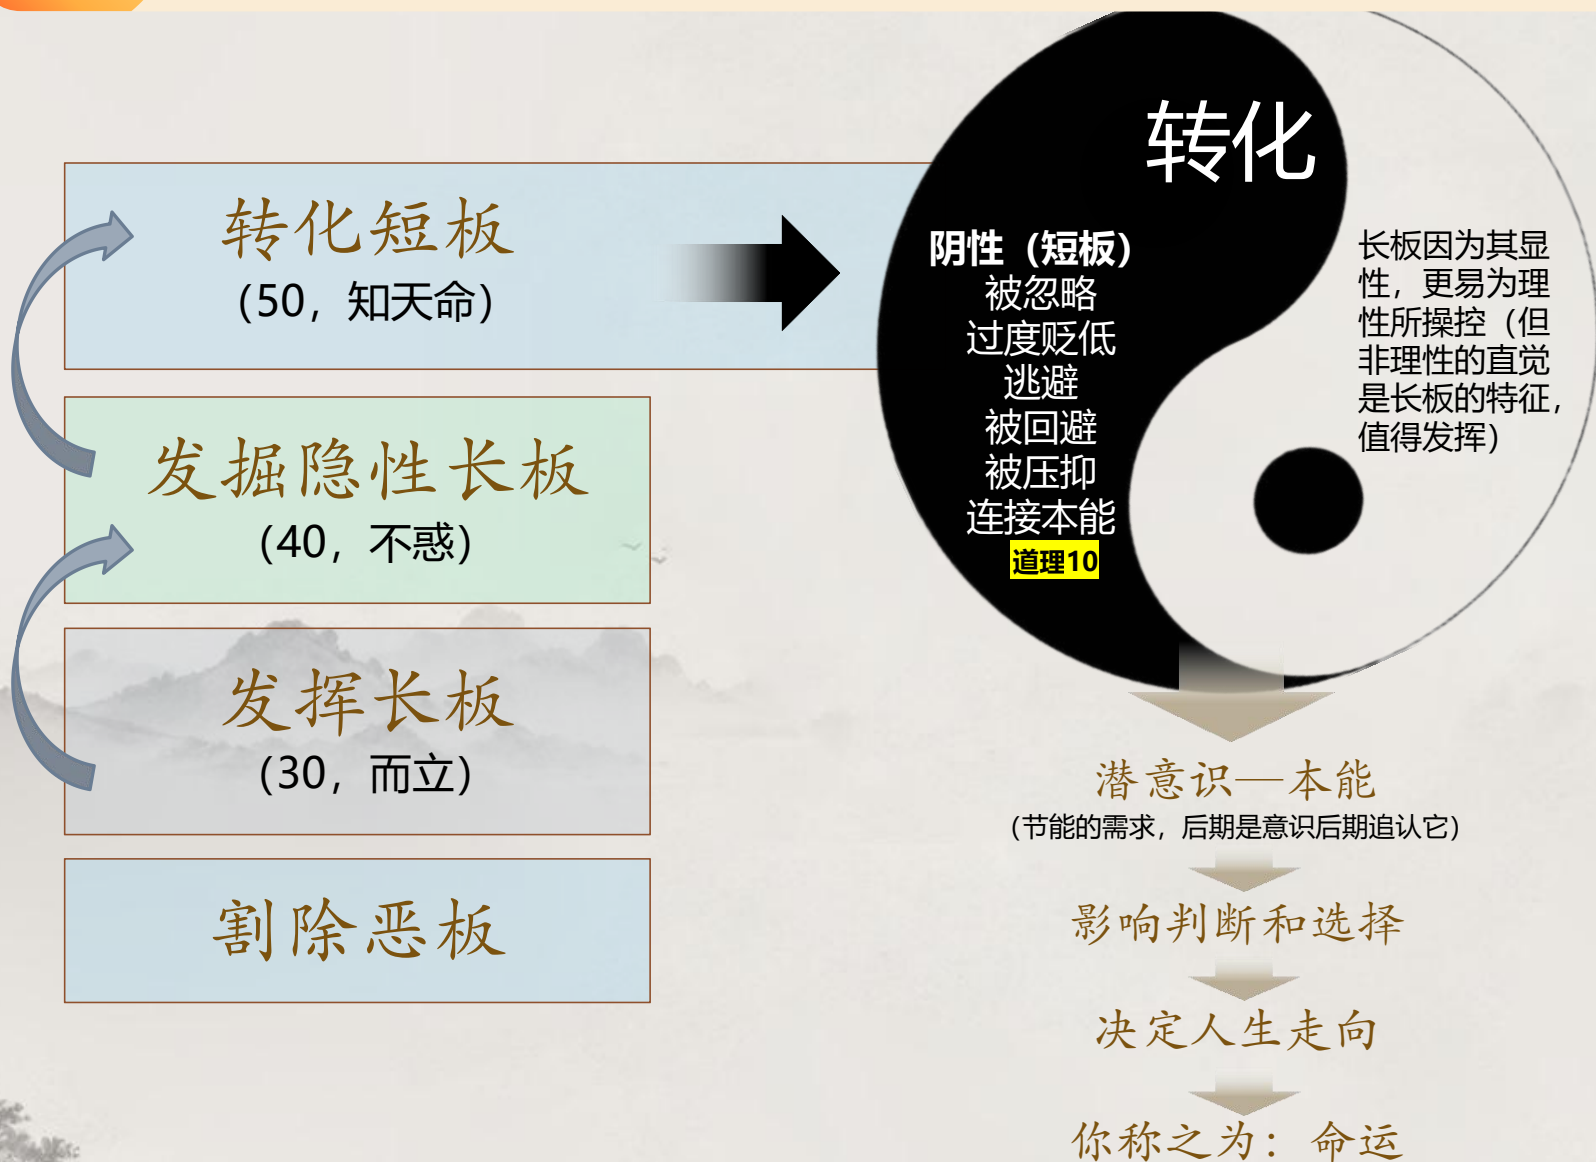 转化短板
（50，知天命）
发掘隐性长板
（40，不惑）
发挥长板
（30，而立）
割除恶板
转化
阴性（短板）
被忽略
过度贬低
逃避
被回避
被压抑
连接本能
道理10
长板因为其显
性，更易为理
性所操控（但
非理性的直觉
是长板的特征，
值得发挥）
潜意识—本能
（节能的需求，后期是意识后期追认它）
影响判断和选择
决定人生走向
你称之为：命运